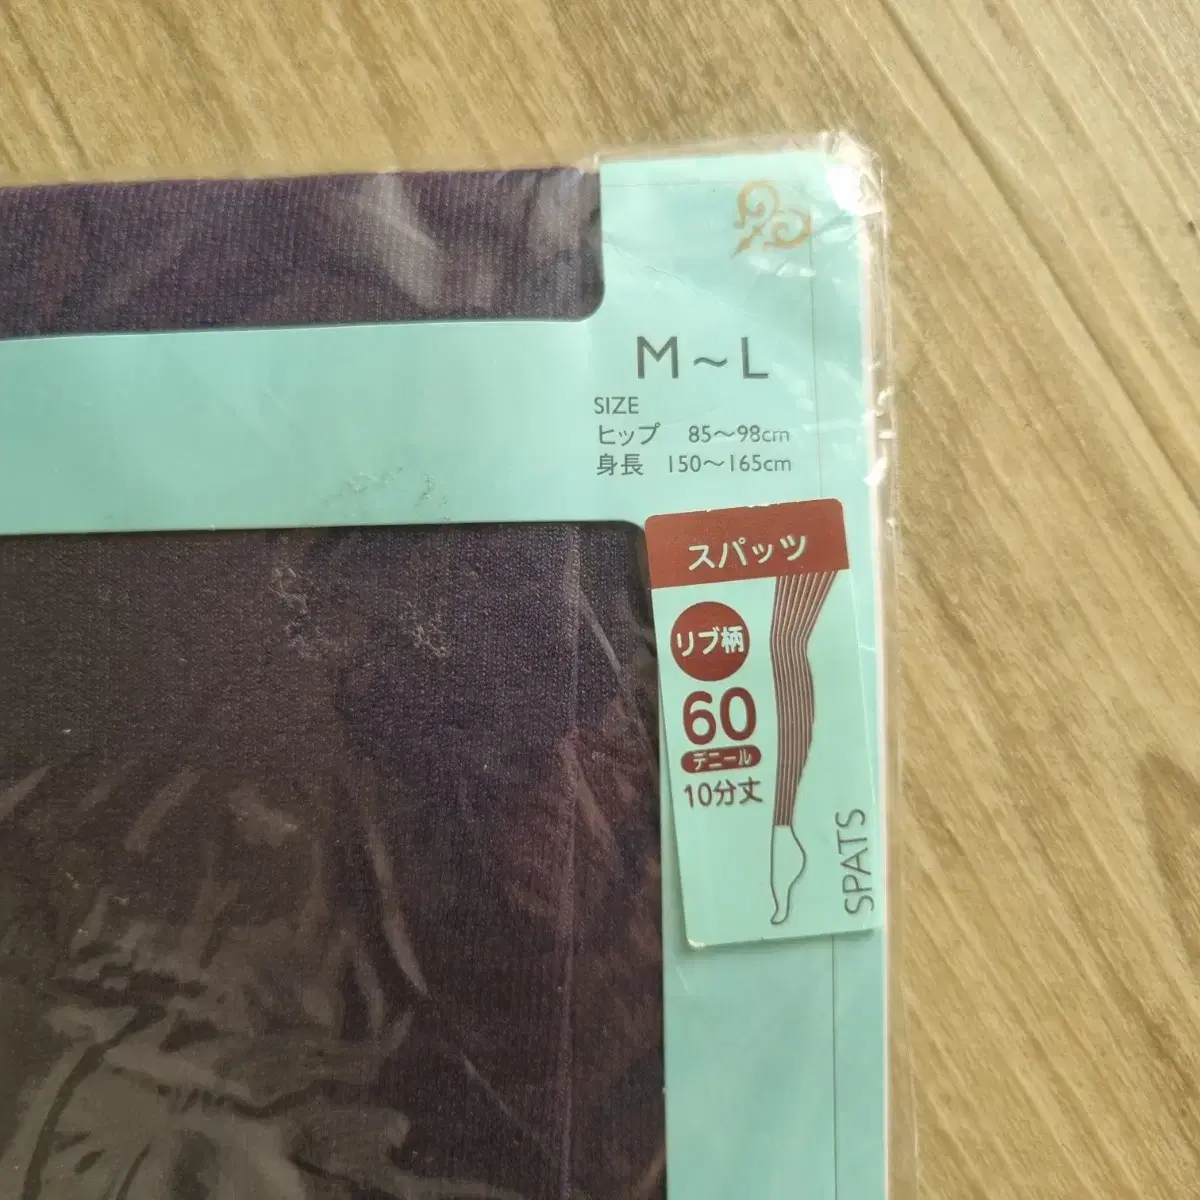 M~L
SIZE
ヒップ 85~98cm
身長 150~165cm
スパッツ
リブ柄
60
デニール
10分丈
SPATS